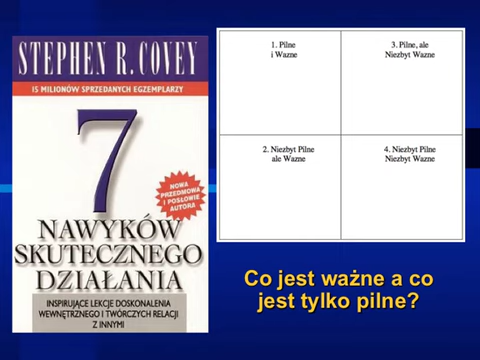 STEPHEN R. COVEY
15 MILIONÓW SPRZEDANYCH EGZEMPLARZY
7
NOWA
PRZEDMOWA
I POSŁOWIE
AUTORA
NAWYKÓW
SKUTECZNEGO
DZIAŁANIA
INSPIRUJĄCE LEKCJE DOSKONALENIA
WEWNĘTRZNEGO I TWÓRCZYCH RELACJI
Z INNYMI
1. Pilne
i Wazne
3. Pilne, ale
Niezbyt Wazne
2. Niezbyt Pilne
ale Wazne
4. Niezbyt Pilne
Niezbyt Wazne
Co jest ważne a co
jest tylko pilne?